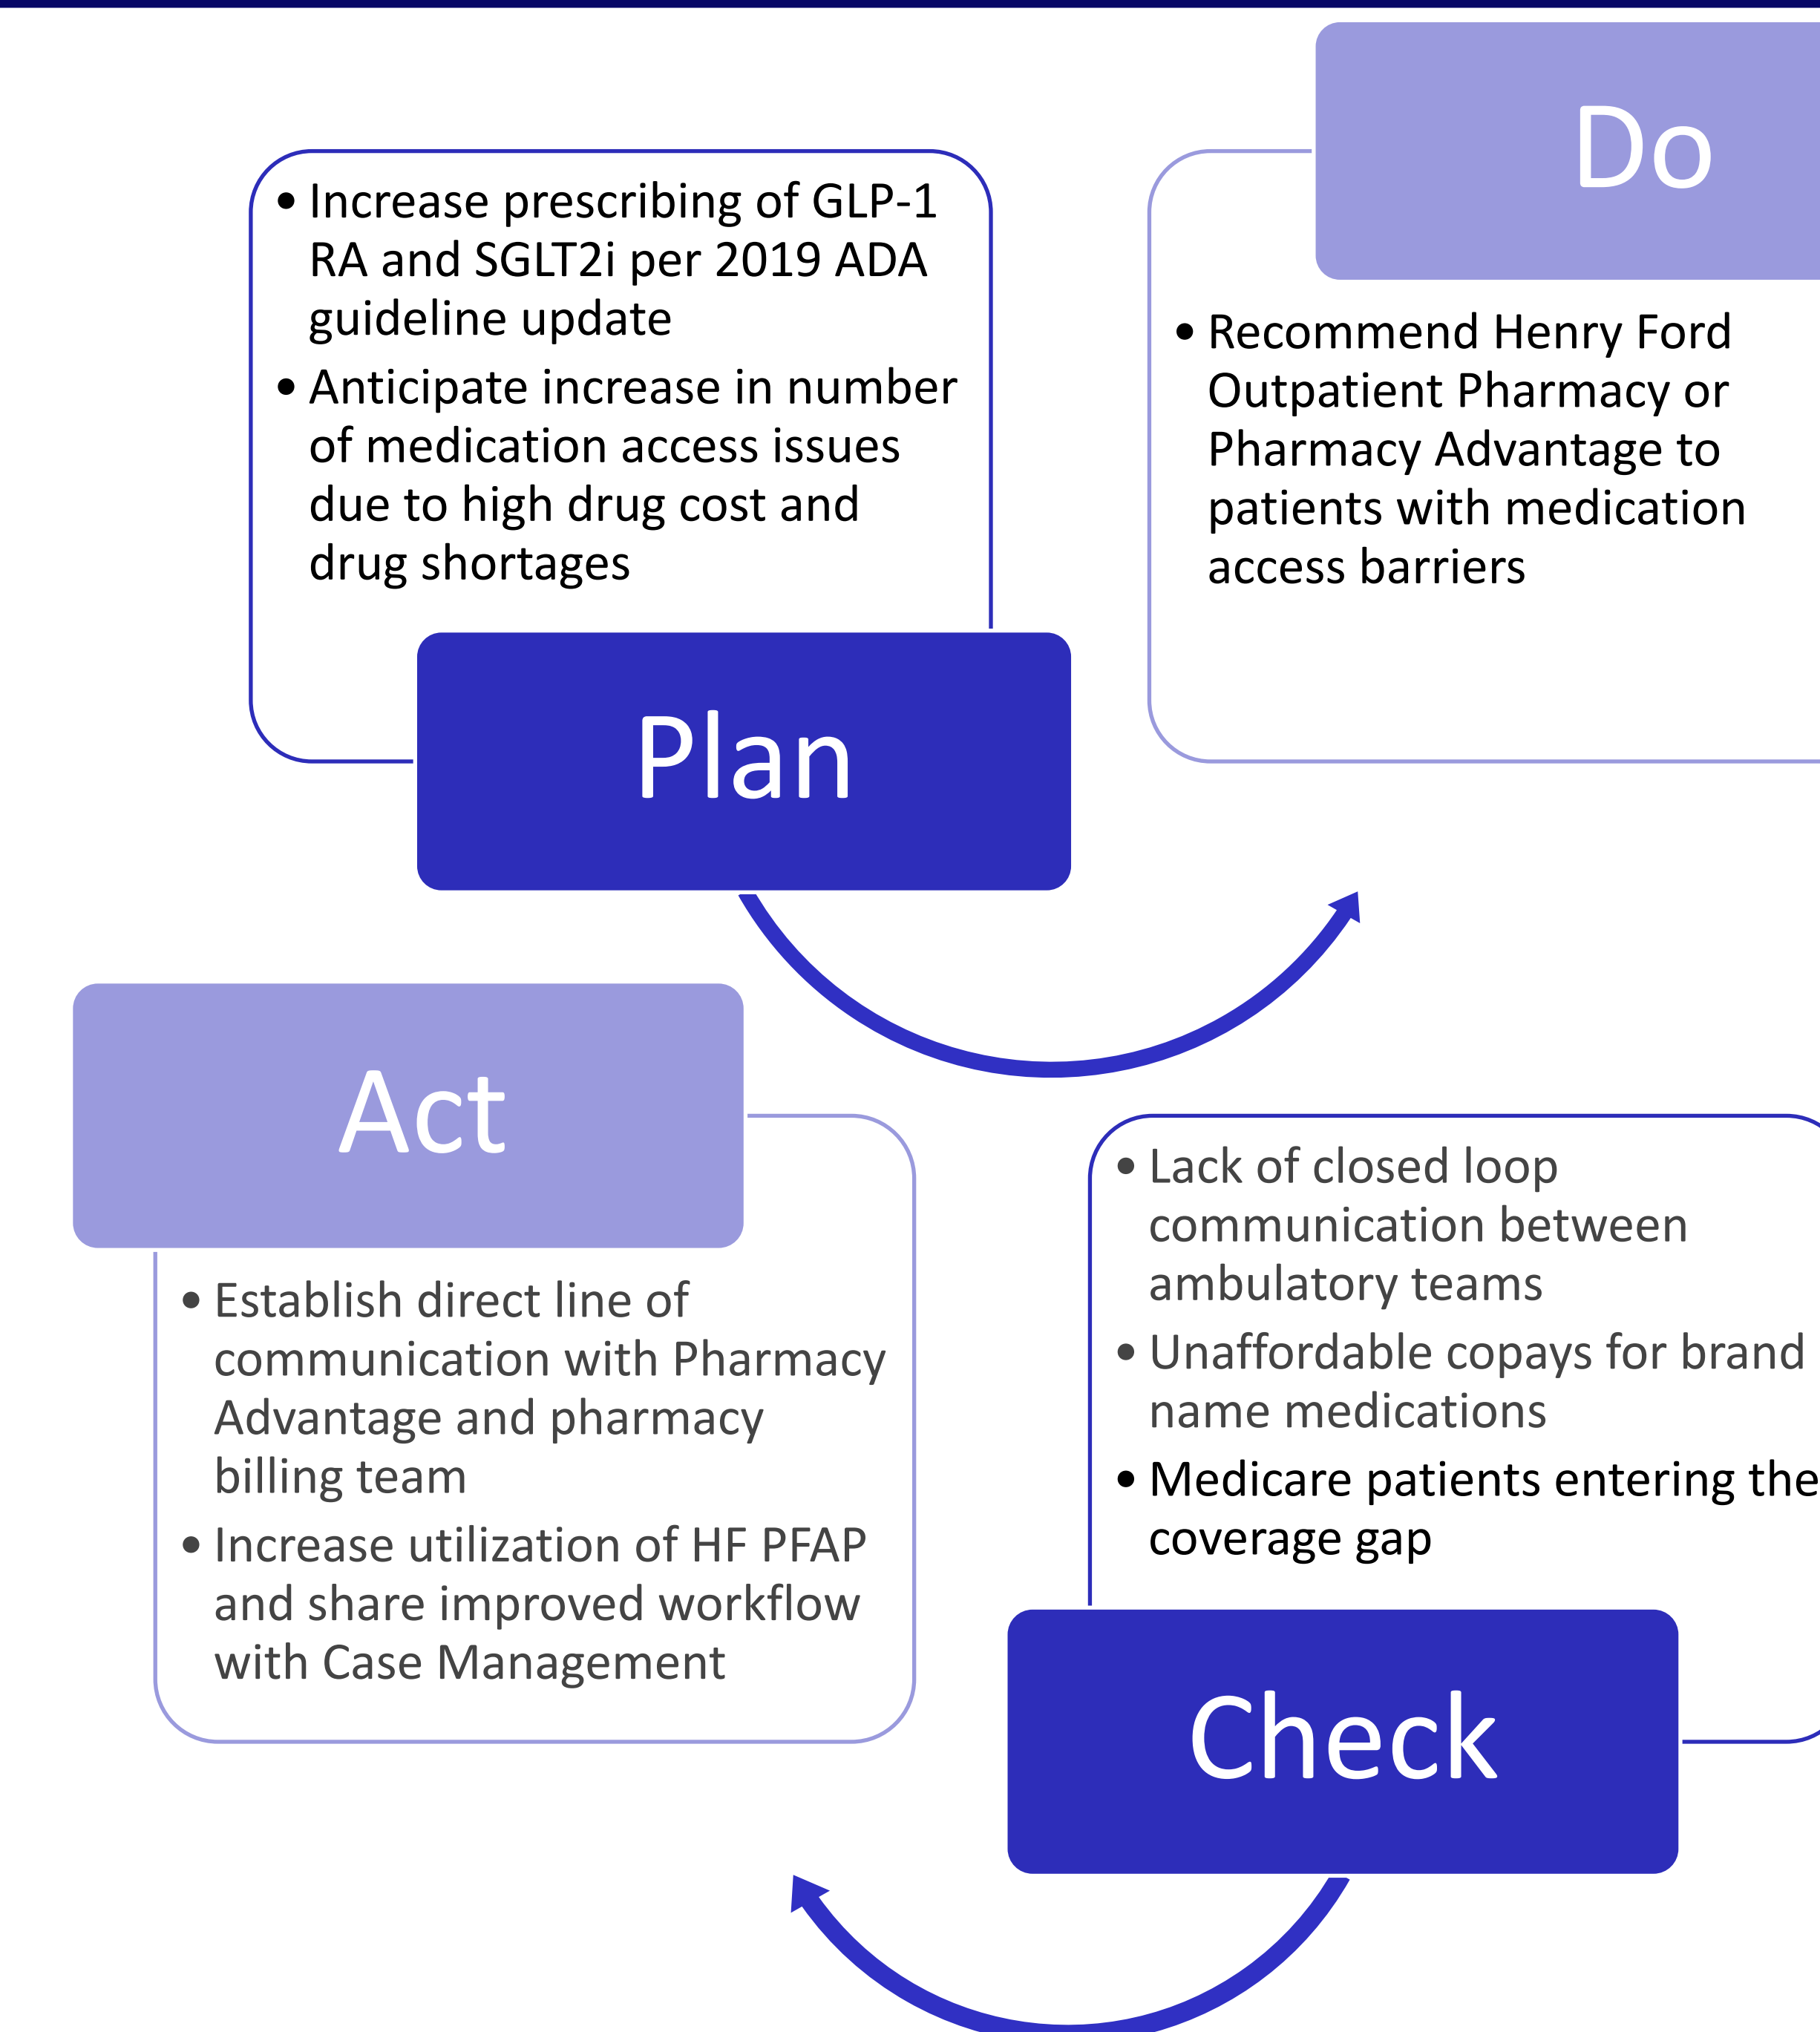 • Increase prescribing of GLP-1
RA and SGLT2i per 2019 ADA
guideline update
• Anticipate increase in number
of medication access issues
due to high drug cost and
drug shortages
Plan
Do
• Recommend Henry Ford
Outpatient Pharmacy or
Pharmacy Advantage to
patients with medication
access barriers
Act
• Establish direct line of
communication with Pharmacy
Advantage and pharmacy
billing team
• Increase utilization of HF PFAP
and share improved workflow
with Case Management
• Lack of closed loop
communication between
ambulatory teams
• Unaffordable copays for brand
name medications
• Medicare patients entering the
coverage gap
Check